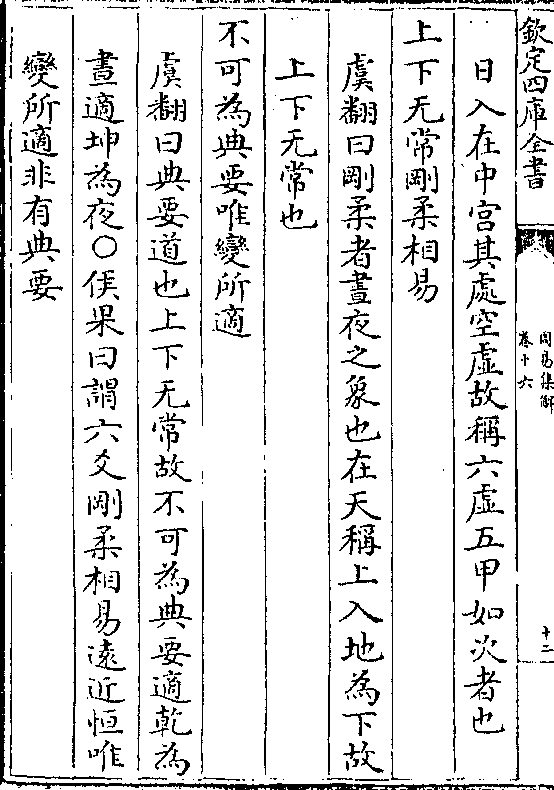 欽定四庫全書
周易集解
卷十六
十二
日入在中宫其處空虛故稱六虛五甲如次者也
上下无常剛柔相易
虞翻曰剛柔者晝夜之象也在天稱上入地為下故
上下无常也
不可為典要唯變所適
虞翻曰典要道也上下无常故不可為典要適乾為
晝適坤為夜〇侯果曰謂六爻剛柔相易遠近恒唯
變所適非有典要